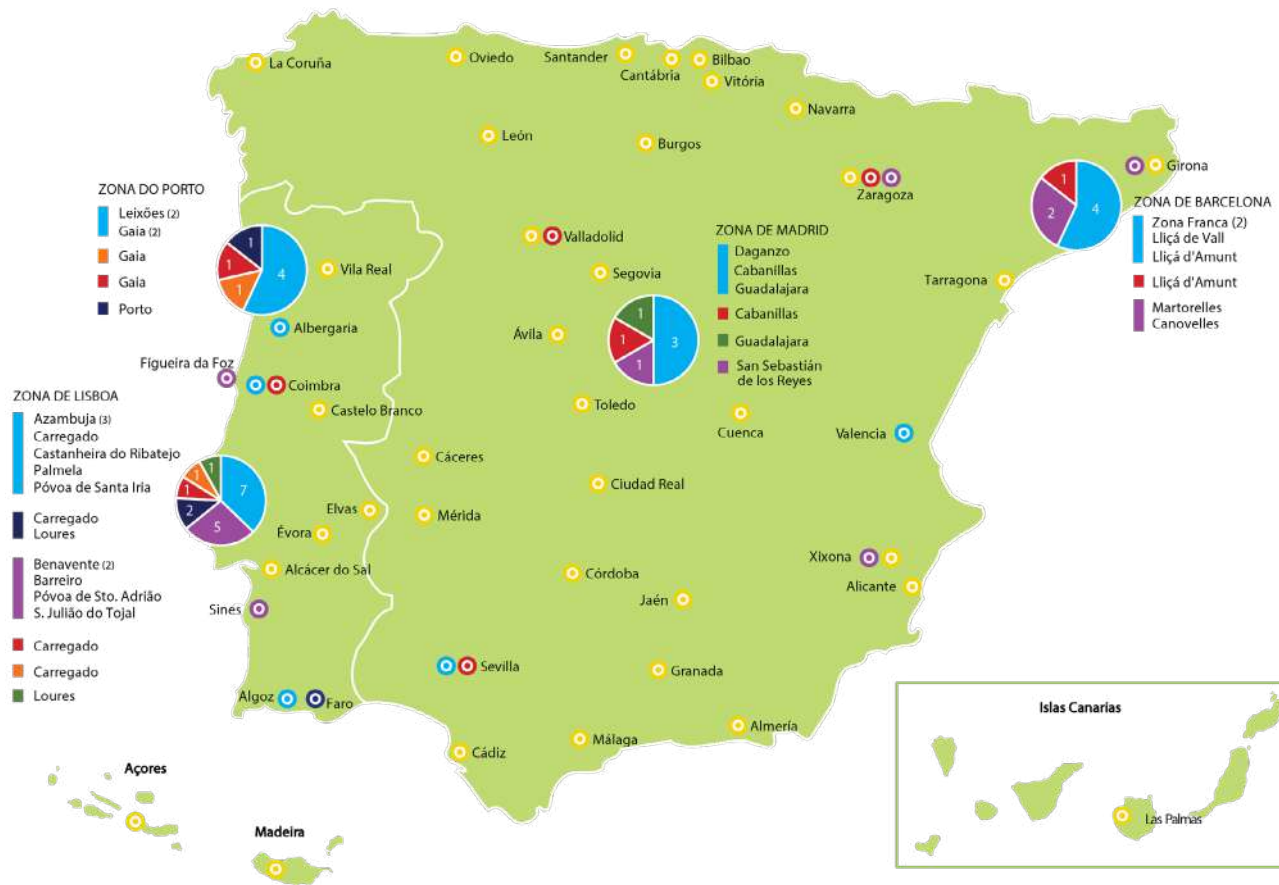 La Coruña
Oviedo
Santander
Cantábria
Bilbao
Vitória
Navarra
León
Burgos
Girona
Zaragoza
ZONA DO PORTO
Leixões (2)
Gaia (2)
Gaia
Gaia
Porto
1
4
1
1
Vila Real
Albergaria
Figueira da Foz
Coimbra
Castelo Branco
Valladolid
Segovia
Ávila
ZONA DE MADRID
Daganzo
Cabanillas
Guadalajara
Cabanillas
Guadalajara
San Sebastián
de los Reyes
1
3
1
1
1
4
2
ZONA DE BARCELONA
Zona Franca (2)
Lliçá de Vall
Lliçá d'Amunt
Lliçá d'Amunt
Martorelles
Canovelles
Tarragona
Toledo
Cuenca
Valencia
Cáceres
Ciudad Real
Mérida
ZONA DE LISBOA
Azambuja (3)
Carregado
Castanheira do Ribatejo
Palmela
Póvoa de Santa Iria
Carregado
Loures
Benavente (2)
Barreiro
Póvoa de Sto. Adrião
S. Julião do Tojal
Carregado
Carregado
Loures
1
1
1
7
2
5
Elvas
Évora
Alcácer do Sal
Sines
Algoz
Faro
Xixona
Alicante
Córdoba
Jaén
Sevilla
Granada
Almería
Málaga
Cádiz
Açores
Madeira
Islas Canarias
Las Palmas